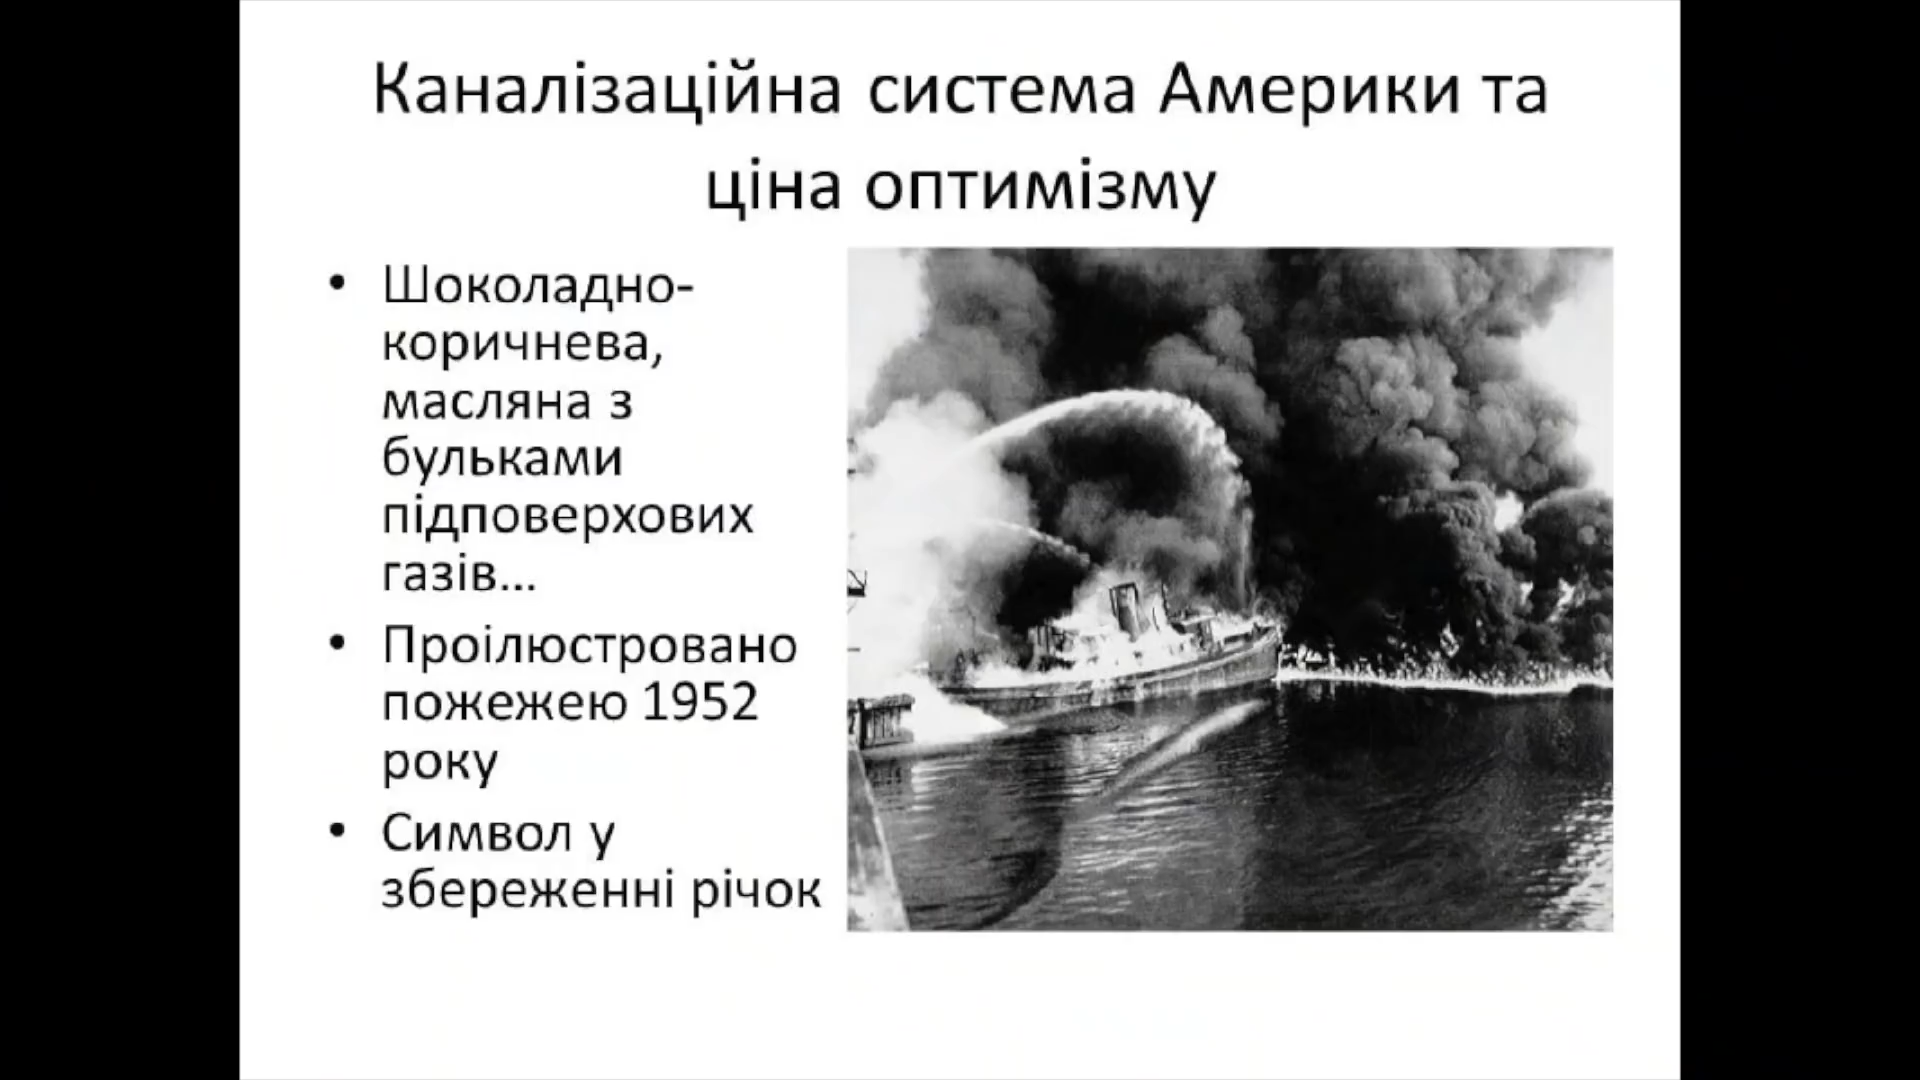 Каналізаційна система Америки та
ціна оптимізму
• Шоколадно-
коричнева,
масляна з
бульками
підповерхових
газів...
• Проілюстровано
пожежею 1952
року
• Символ у
збереженні річок